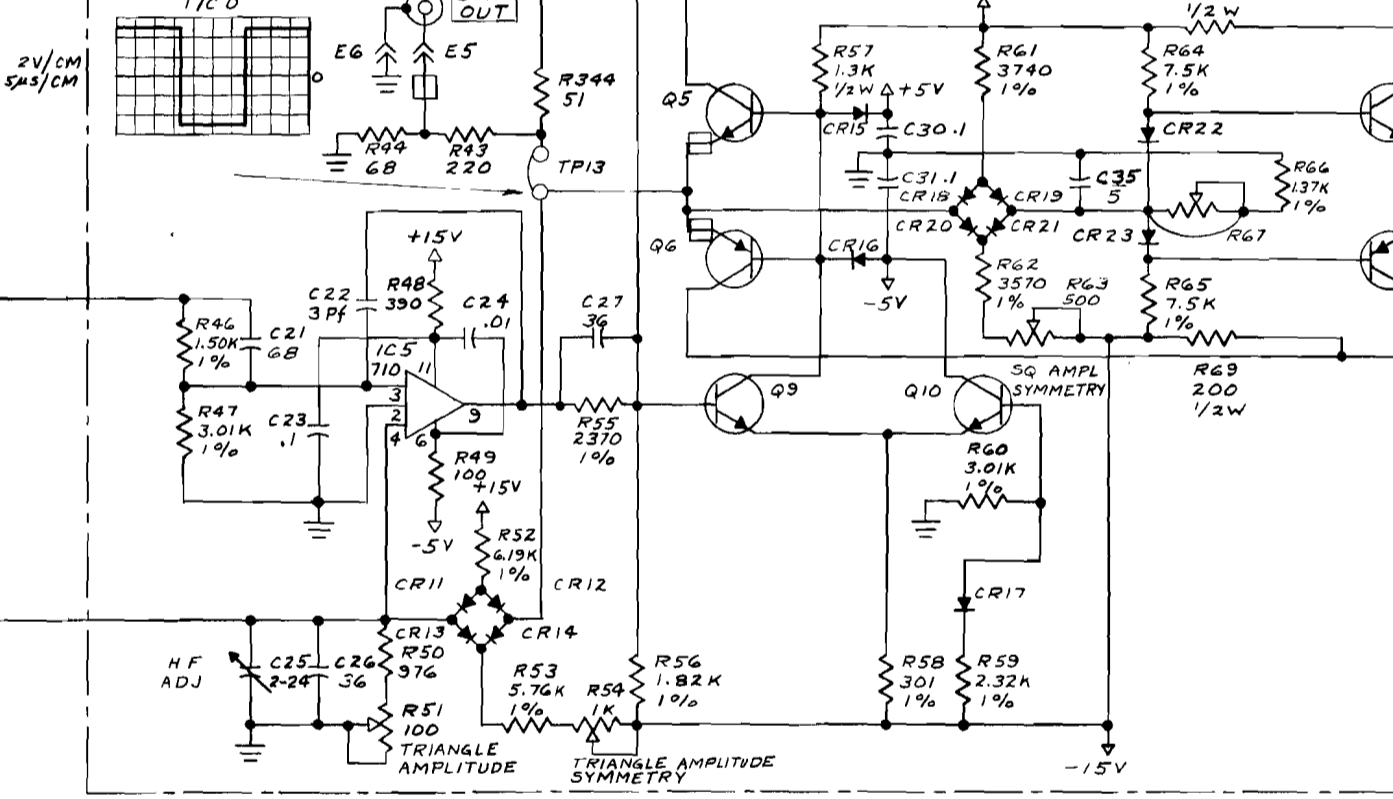 OUT
1/2 W
2V/CM
5µS/CM
O
E6
E5
R344
51
R44
68
R43
220
TP13
Q5
R57
1.3K
1/2W
+5V
CR15
C30.1
C31.1
R61
3740
1%
R64
7.5K
1%
CR22
CR18
CR19
C35
5
R66
1.37K
1%
CR20
CR21
CR23
R67
Q6
CR16
-5V
R62
3570
1%
R63
500
R65
7.5K
1%
SQ AMPL
SYMMETRY
R69
200
1/2W
+15V
C22
3Pf
R48
390
C24
.01
C27
36
R46
1.50K
1%
C21
68
IC5
710
11
3
2
4
6
9
R47
3.01K
1%
C23
.1
R55
2370
1%
Q9
Q10
R49
100
-5V
+15V
R60
3.01K
1%
R52
6.19K
1%
CR11
CR12
CR13
CR14
CR17
HF
ADJ
C25
2-24
C26
36
R50
976
R51
100
TRIANGLE
AMPLITUDE
R53
5.76K
1%
R54
1K
R56
1.82K
1%
TRIANGLE AMPLITUDE
SYMMETRY
R58
301
1%
R59
2.32K
1%
-15V